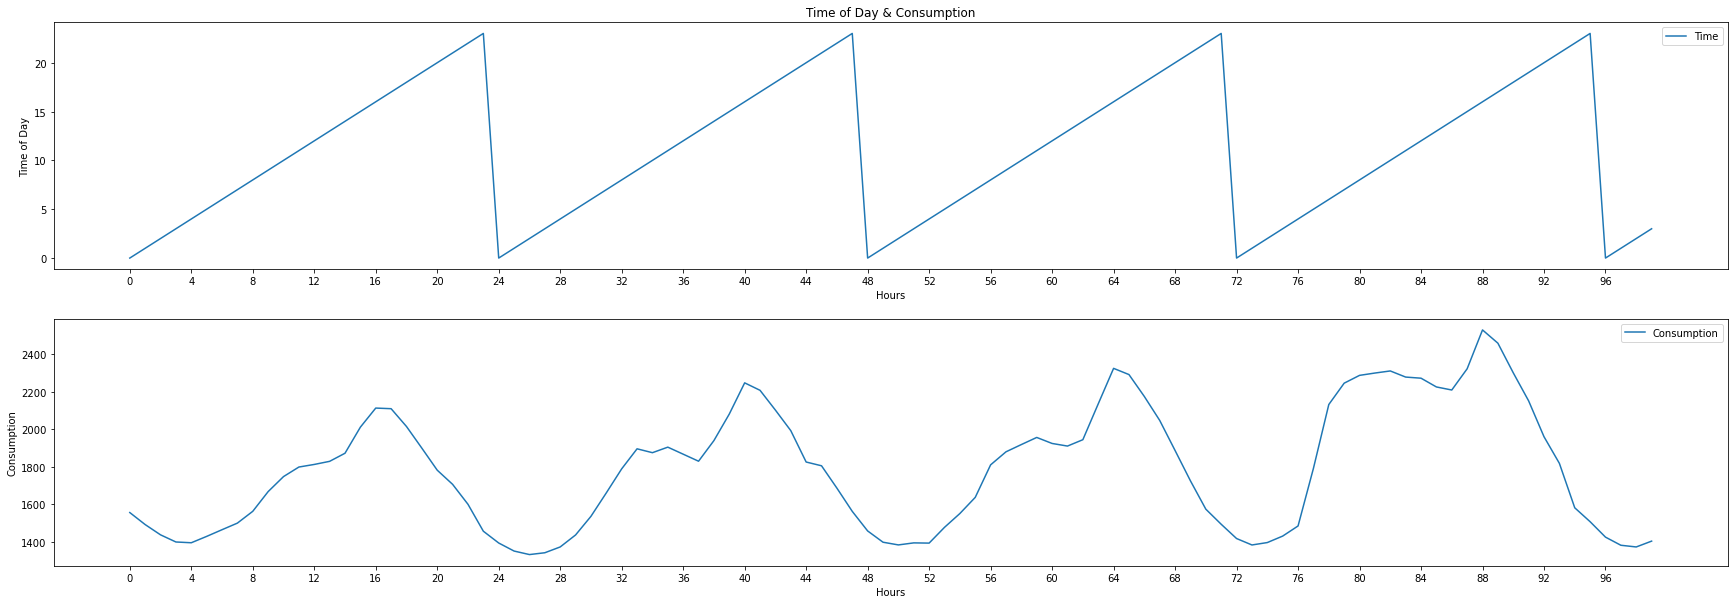 Time of Day & Consumption
Time
20
15
10
5
0
Time of Day
0 4 8 12 16 20 24 28 32 36 40 44 48 52 56 60 64 68 72 76 80 84 88 92 96
Hours
Consumption
2400
2200
2000
1800
1600
1400
Consumption
0 4 8 12 16 20 24 28 32 36 40 44 48 52 56 60 64 68 72 76 80 84 88 92 96
Hours